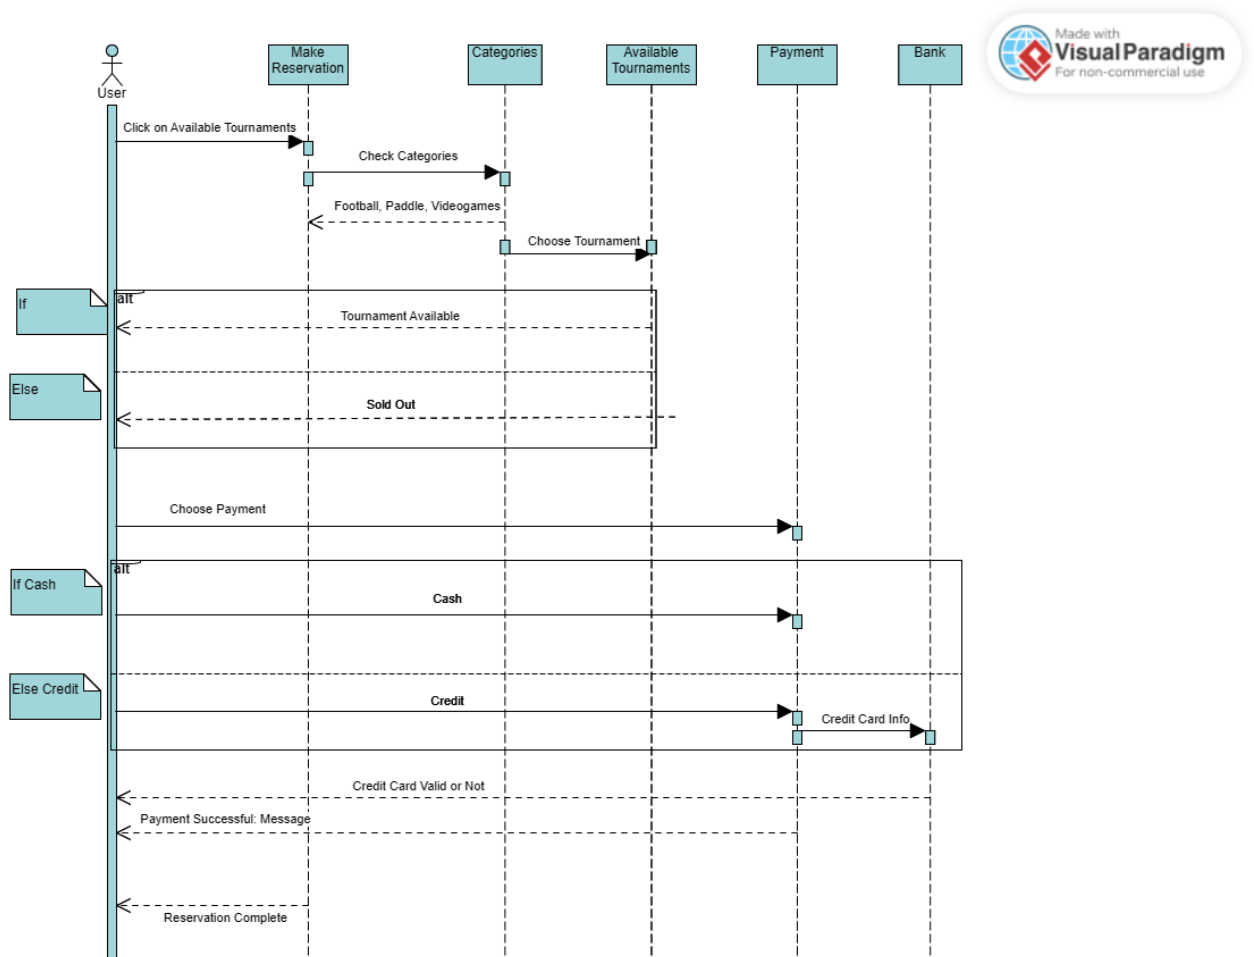 Made with
Visual Paradigm
For non-commercial use
Make
Reservation
Categories
Available
Tournaments
Payment
Bank
User
Click on Available Tournaments
Check Categories
Football, Paddle, Videogames
Choose Tournament
If
alt
Tournament Available
Else
Sold Out
Choose Payment
alt
If Cash
Cash
Else Credit
Credit
Credit Card Info
Credit Card Valid or Not
Payment Successful: Message
Reservation Complete